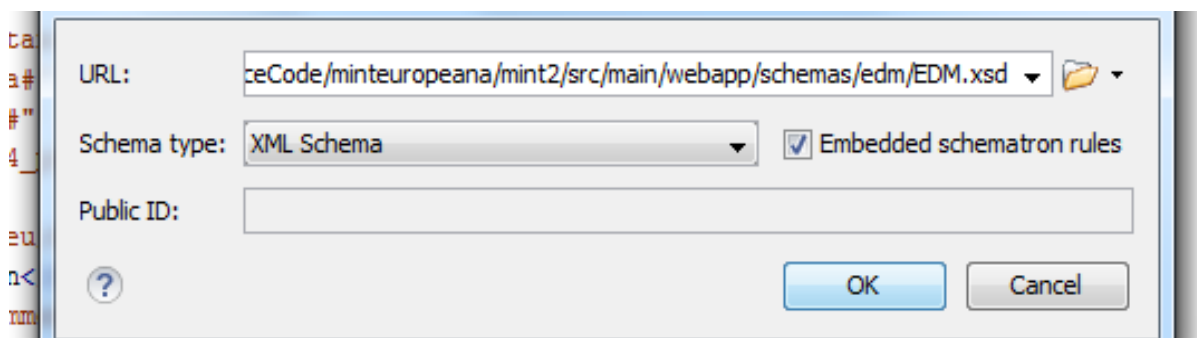 URL:
ceCode/minteuropeana/mint2/src/main/webapp/schemas/edm/EDM.xsd
Schema type:
XML Schema
Embedded schematron rules
Public ID:
?
OK
Cancel